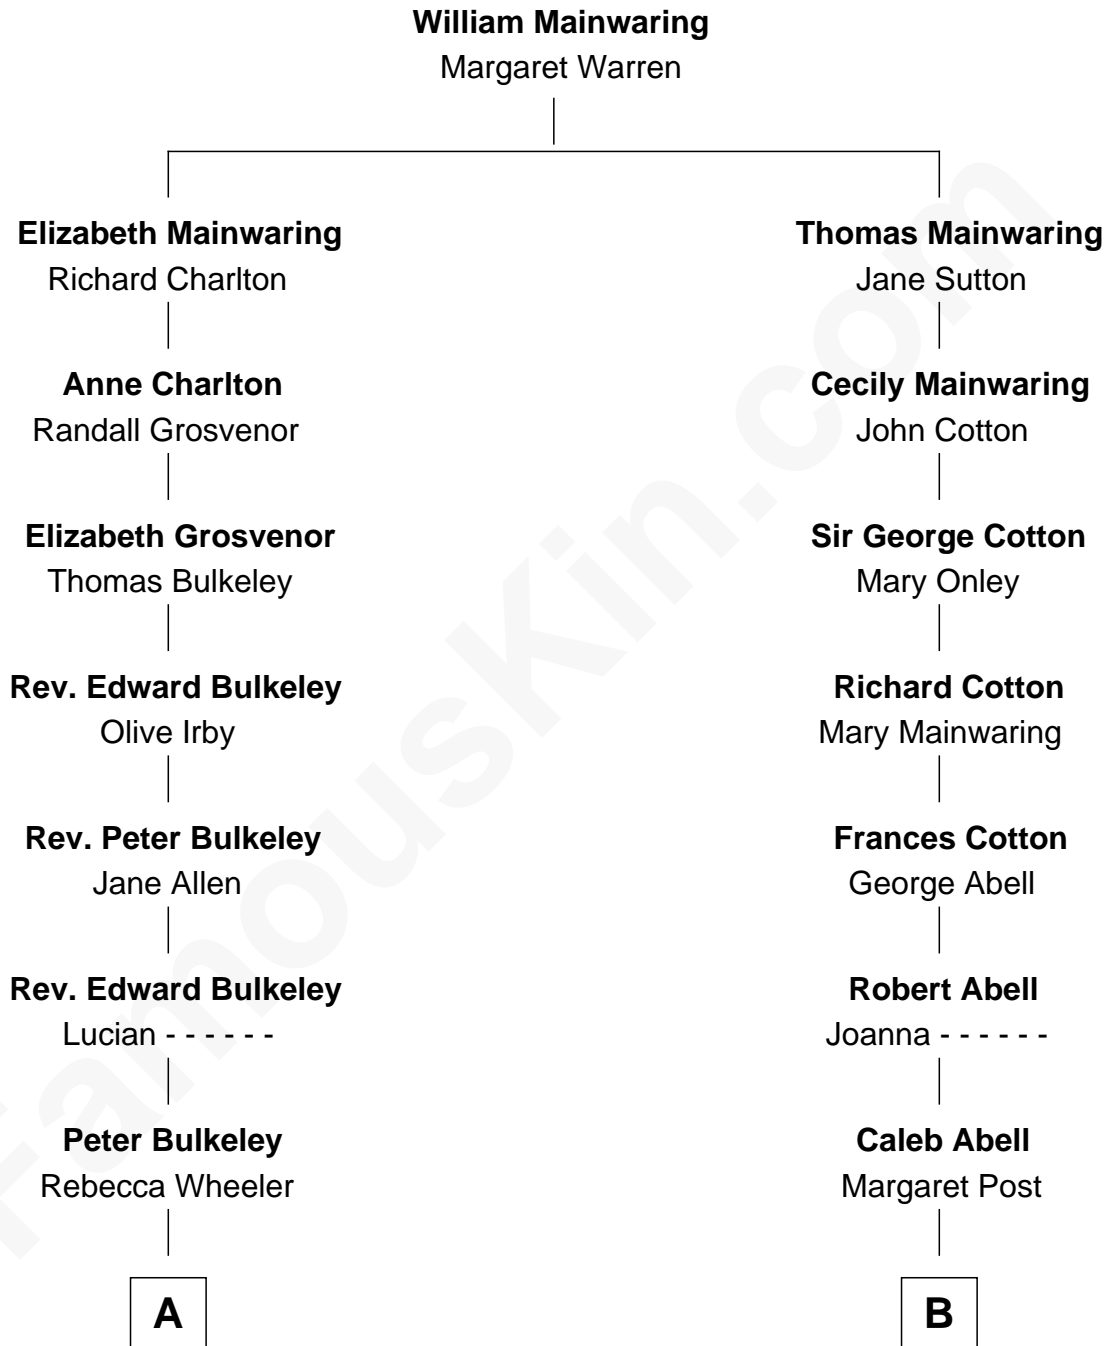 William Mainwaring
Margaret Warren
Elizabeth Mainwaring
Richard Charlton
Thomas Mainwaring
Jane Sutton
Anne Charlton
Randall Grosvenor
Cecily Mainwaring
John Cotton
Elizabeth Grosvenor
Thomas Bulkeley
Sir George Cotton
Mary Onley
Rev. Edward Bulkeley
Olive Irby
Richard Cotton
Mary Mainwaring
Rev. Peter Bulkeley
Jane Allen
Frances Cotton
George Abell
Rev. Edward Bulkeley
Lucian - - - - - -
Robert Abell
Joanna - - - - - -
Peter Bulkeley
Rebecca Wheeler
Caleb Abell
Margaret Post
A
B
FamousKin.com